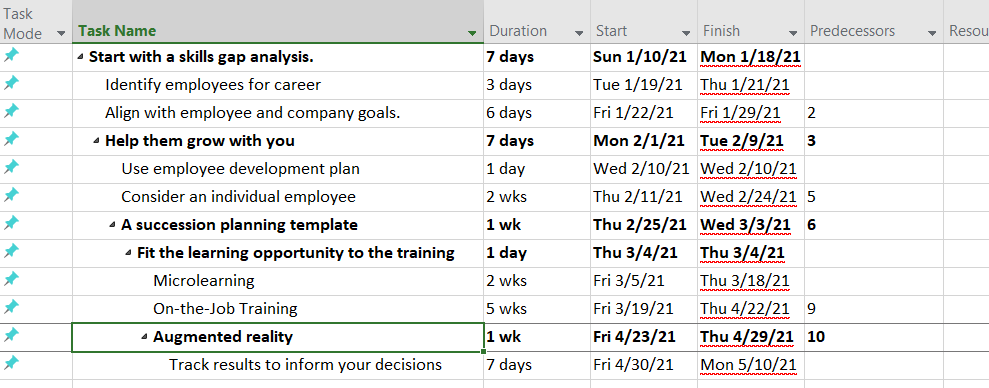 Task Mode Task Name Duration Start Finish Predecessors Resou
Start with a skills gap analysis. 7 days Sun 1/10/21 Mon 1/18/21
Identify employees for career 3 days Tue 1/19/21 Thu 1/21/21
Align with employee and company goals. 6 days Fri 1/22/21 Fri 1/29/21 2
Help them grow with you 7 days Mon 2/1/21 Tue 2/9/21 3
Use employee development plan 1 day Wed 2/10/21 Wed 2/10/21
Consider an individual employee 2 wks Thu 2/11/21 Wed 2/24/21 5
A succession planning template 1 wk Thu 2/25/21 Wed 3/3/21 6
Fit the learning opportunity to the training 1 day Thu 3/4/21 Thu 3/4/21
Microlearning 2 wks Fri 3/5/21 Thu 3/18/21
On-the-Job Training 5 wks Fri 3/19/21 Thu 4/22/21 9
Augmented reality 1 wk Fri 4/23/21 Thu 4/29/21 10
Track results to inform your decisions 7 days Fri 4/30/21 Mon 5/10/21